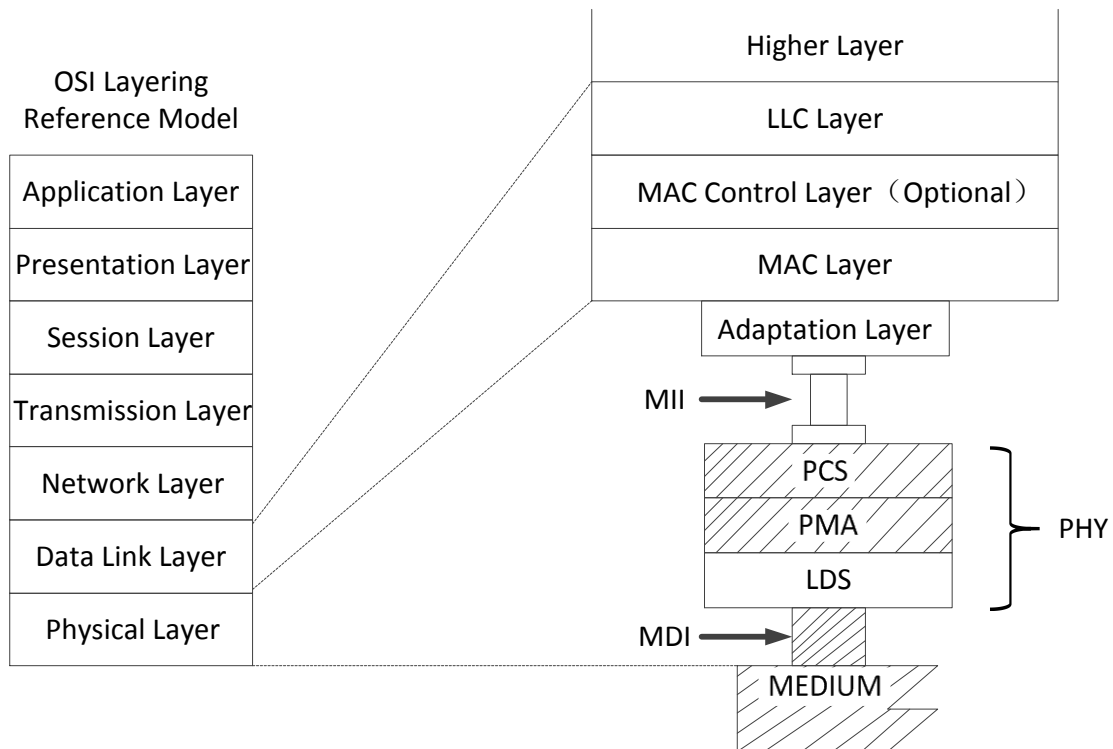 OSI Layering
Reference Model
Application Layer
Presentation Layer
Session Layer
Transmission Layer
Network Layer
Data Link Layer
Physical Layer
Higher Layer
LLC Layer
MAC Control Layer（Optional）
MAC Layer
Adaptation Layer
MII
PCS
PMA
LDS
PHY
MDI
MEDIUM